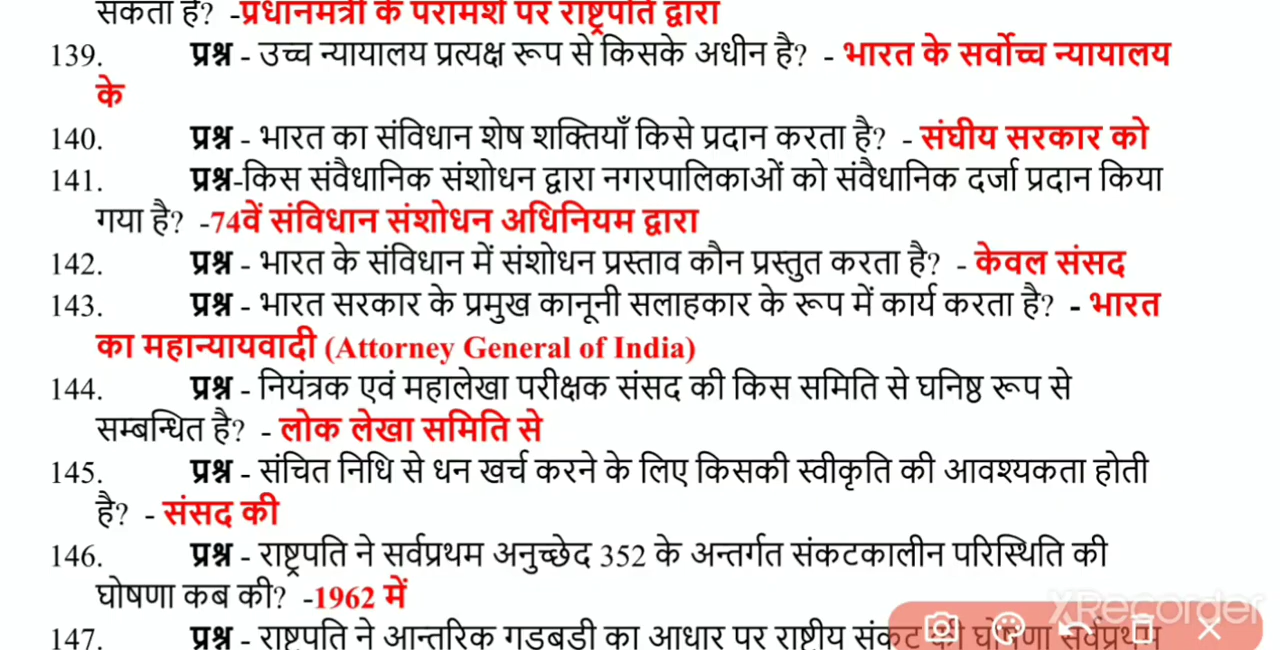 सकता है? -प्रधानमंत्री के परामर्श पर राष्ट्रपति द्वारा
139. प्रश्न - उच्च न्यायालय प्रत्यक्ष रूप से किसके अधीन है? - भारत के सर्वोच्च न्यायालय
के
140. प्रश्न - भारत का संविधान शेष शक्तियाँ किसे प्रदान करता है? - संघीय सरकार को
141. प्रश्न-किस संवैधानिक संशोधन द्वारा नगरपालिकाओं को संवैधानिक दर्जा प्रदान किया
गया है? -74वें संविधान संशोधन अधिनियम द्वारा
142. प्रश्न - भारत के संविधान में संशोधन प्रस्ताव कौन प्रस्तुत करता है? - केवल संसद
143. प्रश्न - भारत सरकार के प्रमुख कानूनी सलाहकार के रूप में कार्य करता है? - भारत
का महान्यायवादी (Attorney General of India)
144. प्रश्न - नियंत्रक एवं महालेखा परीक्षक संसद की किस समिति से घनिष्ठ रूप से
सम्बन्धित है? - लोक लेखा समिति से
145. प्रश्न - संचित निधि से धन खर्च करने के लिए किसकी स्वीकृति की आवश्यकता होती
है? - संसद की
146. प्रश्न - राष्ट्रपति ने सर्वप्रथम अनुच्छेद 352 के अन्तर्गत संकटकालीन परिस्थिति की
घोषणा कब की? -1962 में
XRecorder
147. प्रश्न - राष्ट्रपति ने आन्तरिक गडबडी का आधार पर राष्ट्रीय संकट की घोषणा सर्वप्रथम